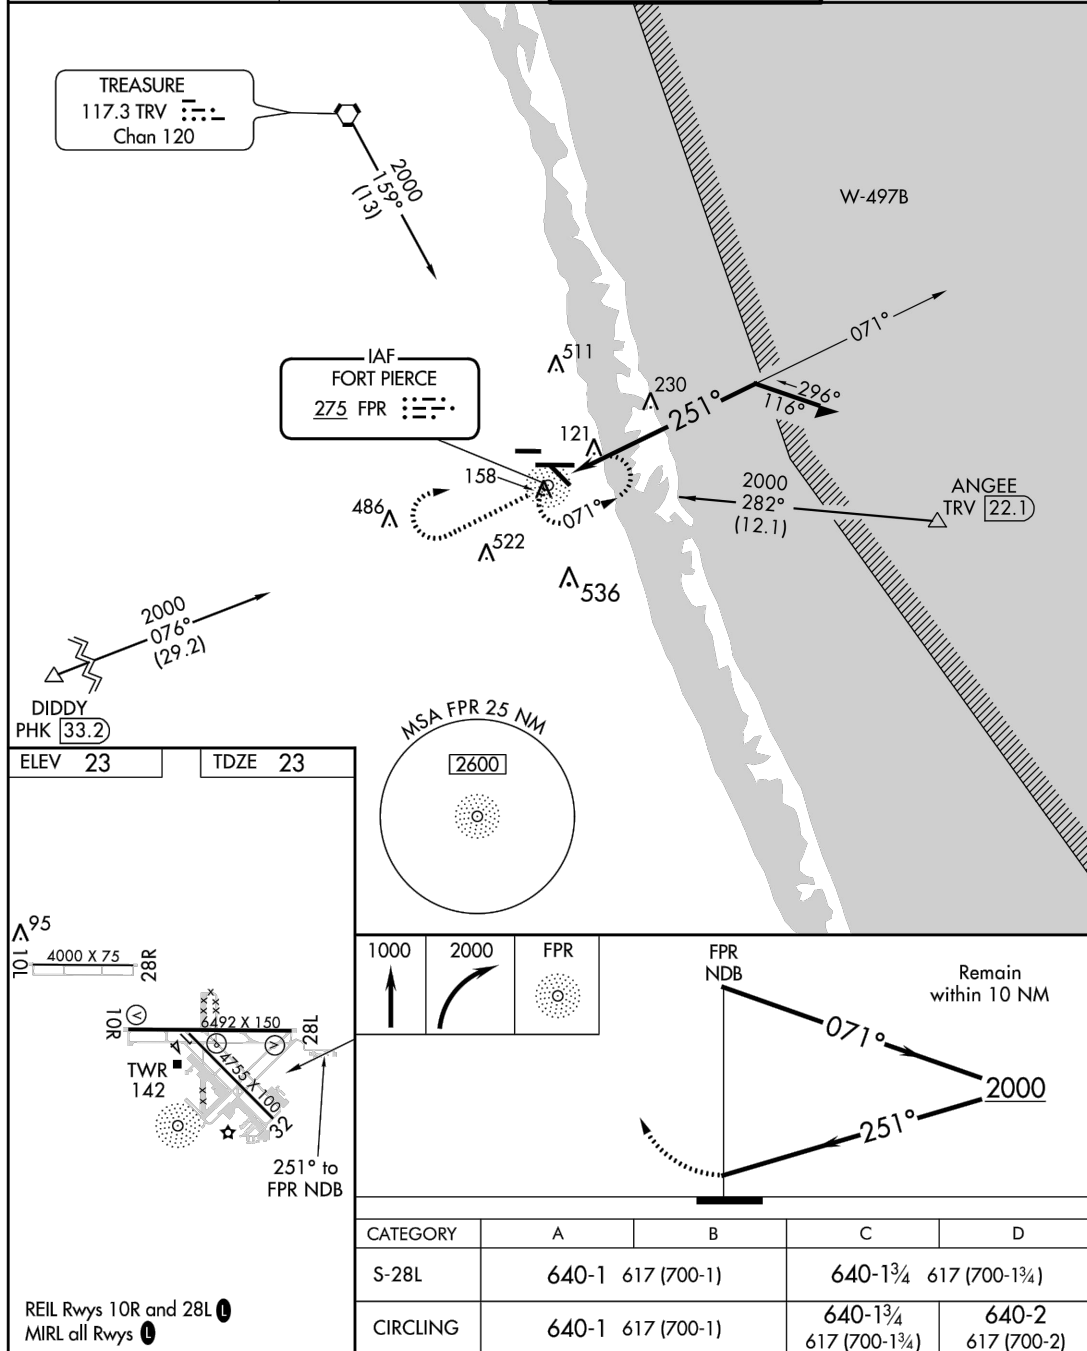 TREASURE
117.3 TRV
Chan 120
2000
159°
(13)
W-497B
071°
IAF
FORT PIERCE
275 FPR
511
230
251°
296°
116°
121
158
486
071°
522
536
2000
282°
(12.1)
ANGEE
TRV 22.1
2000
076°
(29.2)
DIDDY
PHK 33.2
MSA FPR 25 NM
2600
ELEV 23
TDZE 23
95
10L
4000 X 75
28R
10R
V
6492 X 150
28L
V
4755 X 100
TWR
142
32
251° to
FPR NDB
REIL Rwys 10R and 28L L
MIRL all Rwys L
1000
2000
FPR
FPR
NDB
Remain
within 10 NM
071°
2000
251°
CATEGORY A B C D
S-28L 640-1 617 (700-1) 640-1¾ 617 (700-1¾)
CIRCLING 640-1 617 (700-1) 640-1¾ 617 (700-1¾) 640-2 617 (700-2)